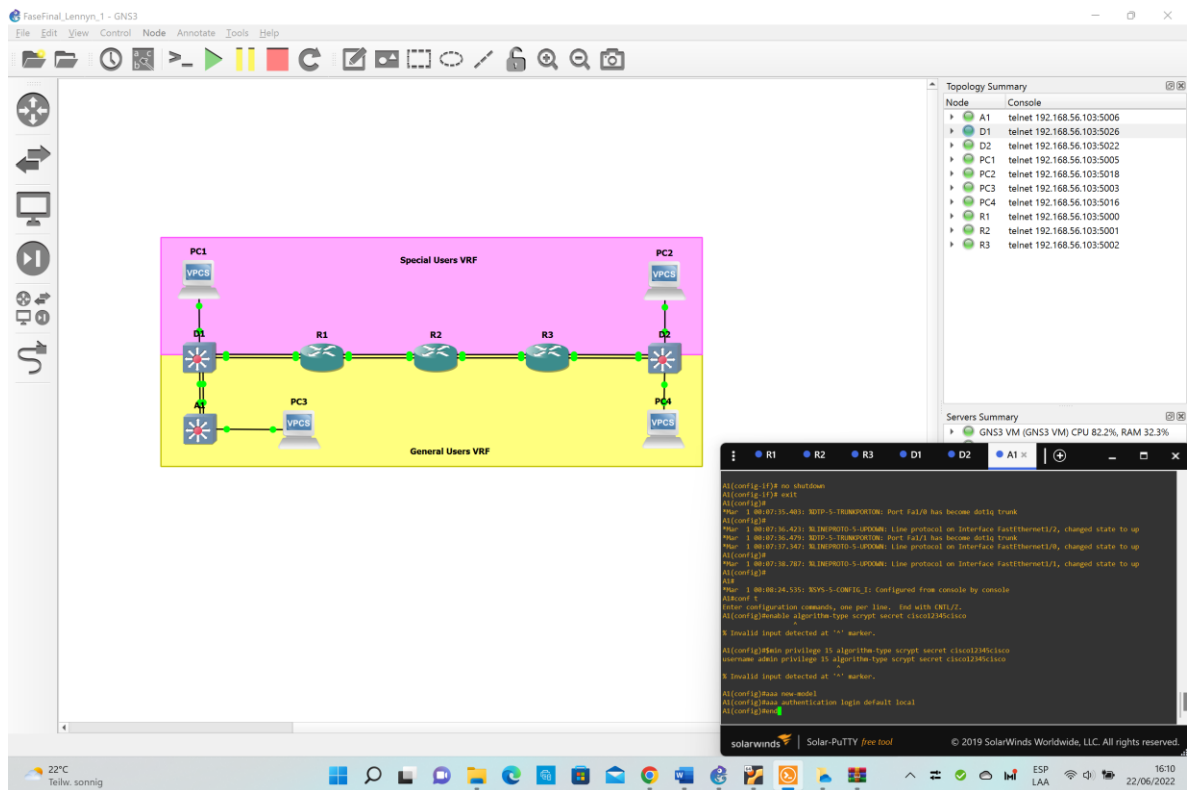 FaseFinal_Lennyn_1 - GNS3
File Edit View Control Node Annotate Tools Help
Topology Summary
Node Console
A1 telnet 192.168.56.103:5006
D1 telnet 192.168.56.103:5026
D2 telnet 192.168.56.103:5022
PC1 telnet 192.168.56.103:5005
PC2 telnet 192.168.56.103:5018
PC3 telnet 192.168.56.103:5003
PC4 telnet 192.168.56.103:5016
R1 telnet 192.168.56.103:5000
R2 telnet 192.168.56.103:5001
R3 telnet 192.168.56.103:5002
PC1
Special Users VRF
PC2
VPCS
VPCS
D1
R1
R2
R3
D2
A1
PC3
PC4
VPCS
VPCS
General Users VRF
Servers Summary
GNS3 VM (GNS3 VM) CPU 82.2%, RAM 32.3%
R1 R2 R3 D1 D2 A1
A1(config-if)# no shutdown
A1(config-if)# exit
A1(config)#
*Mar 1 00:07:35.403: %DTP-5-TRUNKPORTON: Port Fa1/0 has become dot1q trunk
A1(config)#
*Mar 1 00:07:36.423: %LINEPROTO-5-UPDOWN: Line protocol on Interface FastEthernet1/2, changed state to up
*Mar 1 00:07:36.479: %DTP-5-TRUNKPORTON: Port Fa1/1 has become dot1q trunk
*Mar 1 00:07:37.347: %LINEPROTO-5-UPDOWN: Line protocol on Interface FastEthernet1/0, changed state to up
A1(config)#
*Mar 1 00:07:38.787: %LINEPROTO-5-UPDOWN: Line protocol on Interface FastEthernet1/1, changed state to up
A1(config)#
A1#
*Mar 1 00:08:24.535: %SYS-5-CONFIG_I: Configured from console by console
A1#conf t
Enter configuration commands, one per line. End with CNTL/Z.
A1(config)#enable algorithm-type scrypt secret cisco12345cisco
^
% Invalid input detected at '^' marker.
A1(config)#$min privilege 15 algorithm-type scrypt secret cisco12345cisco
username admin privilege 15 algorithm-type scrypt secret cisco12345cisco
^
% Invalid input detected at '^' marker.
A1(config)#aaa new-model
A1(config)#aaa authentication login default local
A1(config)#end
solarwinds Solar-PuTTY free tool © 2019 SolarWinds Worldwide, LLC. All rights reserved.
22°C
Teilw. sonnig
ESP
LAA
16:10
22/06/2022